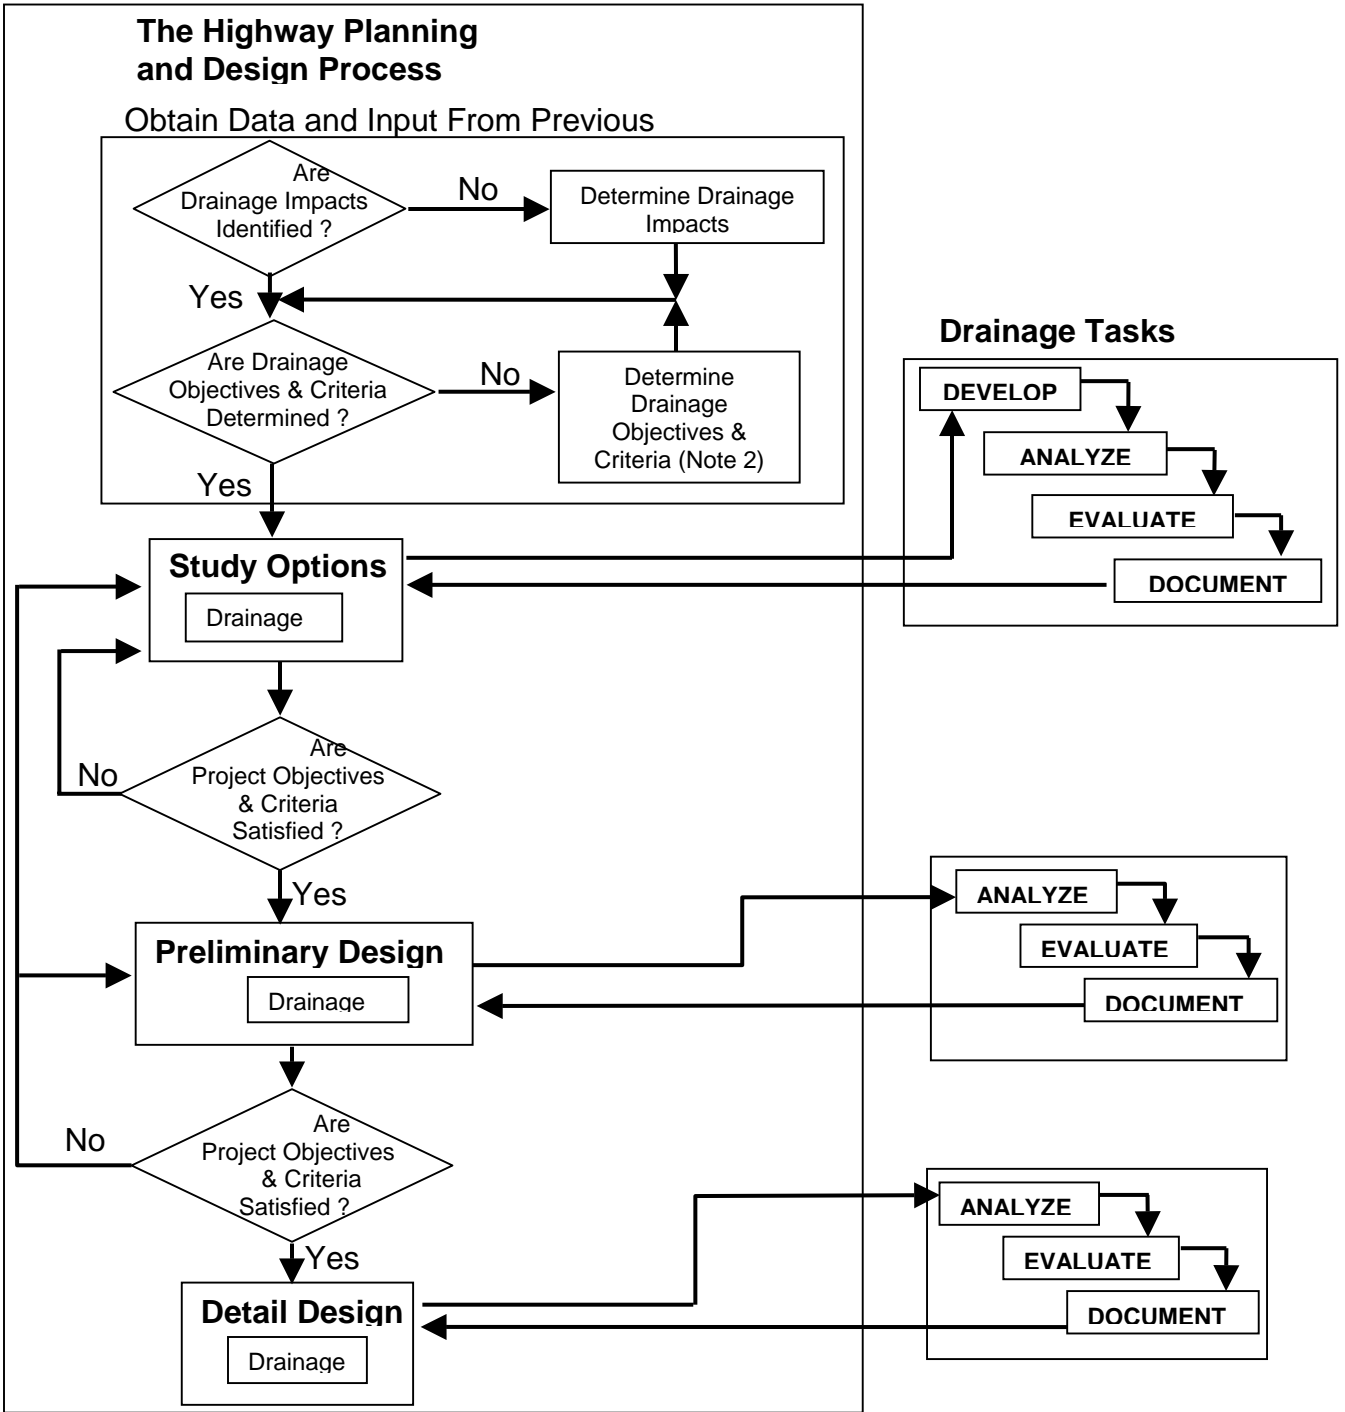 The Highway Planning
and Design Process
Obtain Data and Input From Previous
Are
Drainage Impacts
Identified ?
No
Determine Drainage
Impacts
Yes
Are Drainage
Objectives & Criteria
Determined ?
No
Determine
Drainage
Objectives &
Criteria (Note 2)
Yes
Drainage Tasks
DEVELOP
ANALYZE
EVALUATE
DOCUMENT
Study Options
Drainage
Are
Project Objectives
& Criteria
Satisfied ?
No
Yes
Preliminary Design
Drainage
ANALYZE
EVALUATE
DOCUMENT
Are
Project Objectives
& Criteria
Satisfied ?
No
Yes
Detail Design
Drainage
ANALYZE
EVALUATE
DOCUMENT